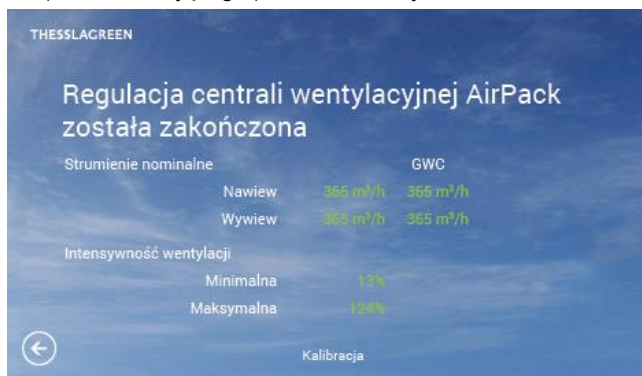 THESSLAGREEN
Regulacja centrali wentylacyjnej AirPack
została zakończona
Strumienie nominalne GWC
Nawiew 365 m³/h 365 m³/h
Wywiew 365 m³/h 365 m³/h
Intensywność wentylacji
Minimalna 13%
Maksymalna 124%
Kalibracja